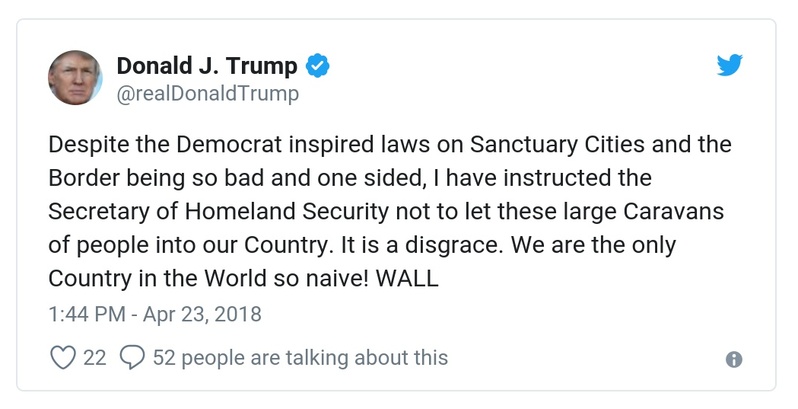 Donald J. Trump
@realDonaldTrump
Despite the Democrat inspired laws on Sanctuary Cities and the
Border being so bad and one sided, I have instructed the
Secretary of Homeland Security not to let these large Caravans
of people into our Country. It is a disgrace. We are the only
Country in the World so naive! WALL
1:44 PM - Apr 23, 2018
22 52 people are talking about this